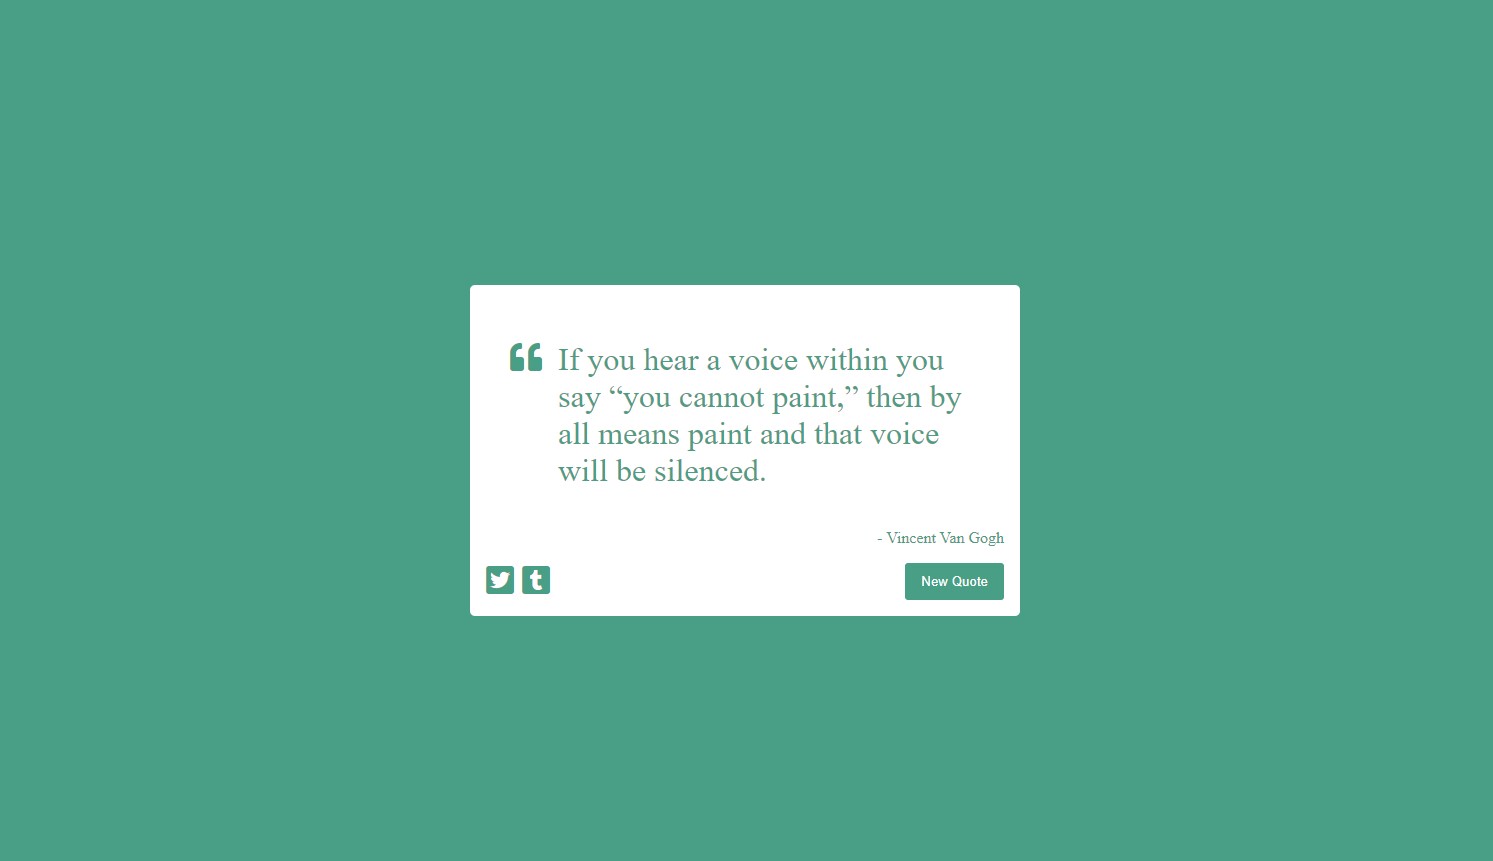 If you hear a voice within you
say “you cannot paint,” then by
all means paint and that voice
will be silenced.
- Vincent Van Gogh
New Quote